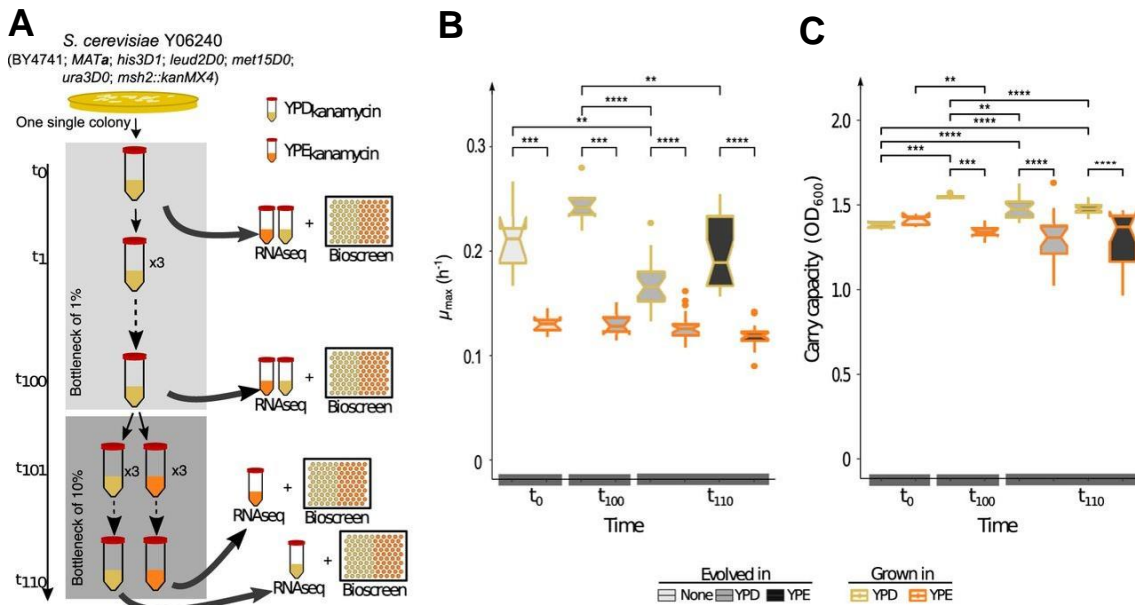 A
S. cerevisiae Y06240
(BY4741; MATa; his3D1; leud2D0; met15D0;
ura3D0; msh2::kanMX4)
One single colony
YPDkanamycin
YPEkanamycin
t0
RNAseq
+
Bioscreen
t1
x3
Bottleneck of 1%
t100
RNAseq
+
Bioscreen
t101
x3
x3
Bottleneck of 10%
RNAseq
+
Bioscreen
t110
RNAseq
+
Bioscreen
B
**
****
**
***
***
****
****
0.3
0.2
0.1
0
μmax (h-1)
t0
t100
t110
Time
C
**
****
**
****
****
***
***
****
****
2.0
1.5
1.0
0.5
0
Carry capacity (OD600)
t0
t100
t110
Time
Evolved in
None
YPD
YPE
Grown in
YPD
YPE